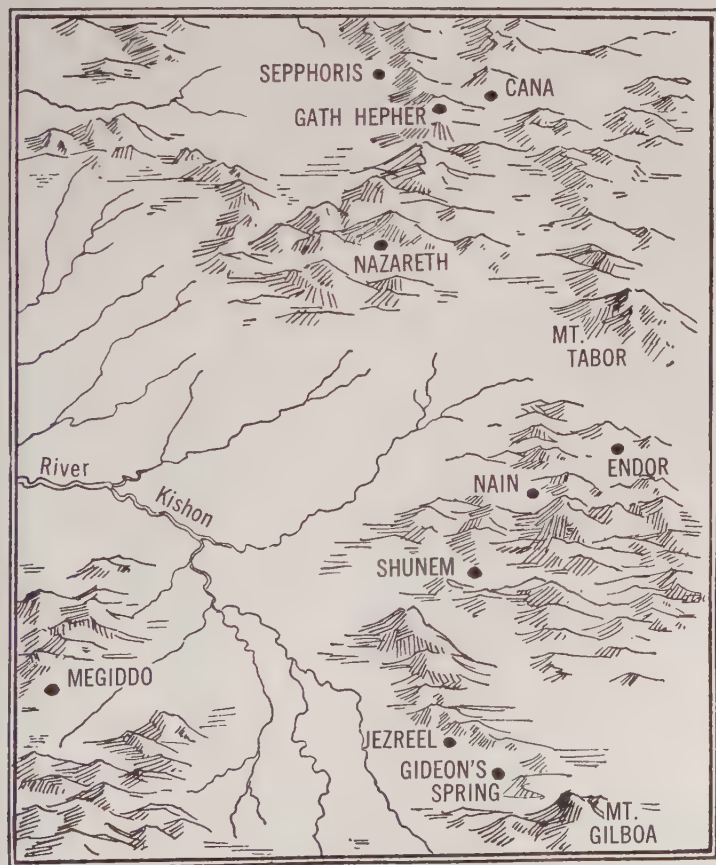 SEPPHORIS
CANA
GATH HEPHER
NAZARETH
MT.
TABOR
River
Kishon
ENDOR
NAIN
SHUNEM
MEGIDDO
JEZREEL
GIDEON'S
SPRING
MT.
GILBOA